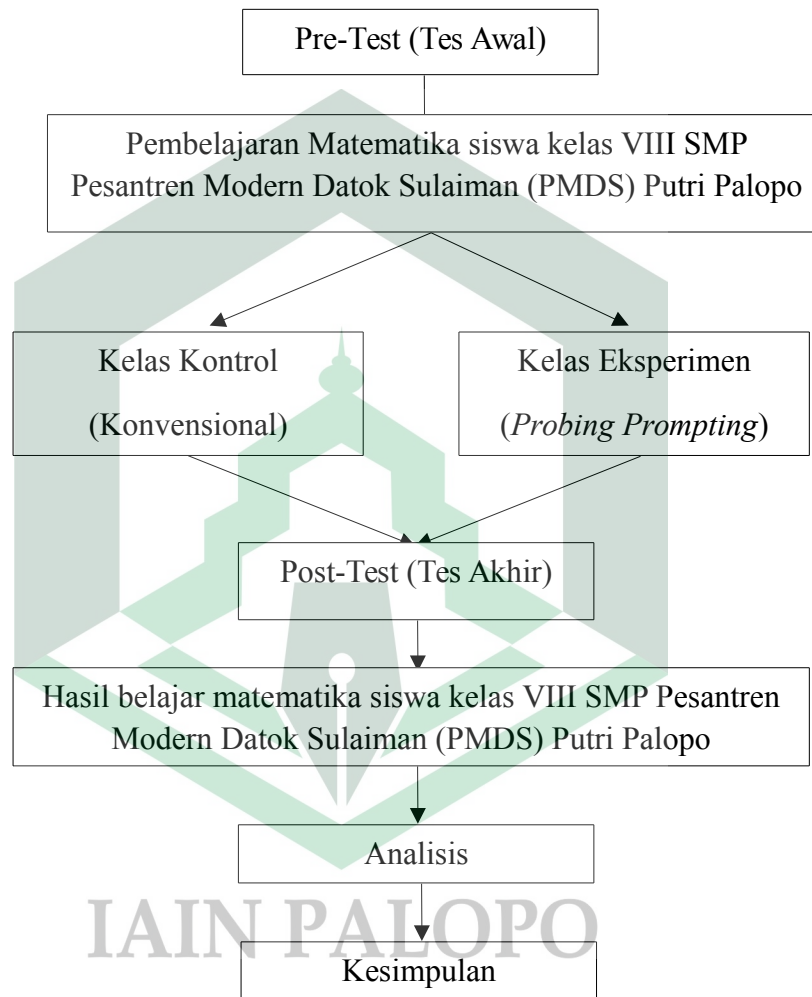 Pre-Test (Tes Awal)
Pembelajaran Matematika siswa kelas VIII SMP
Pesantren Modern Datok Sulaiman (PMDS) Putri Palopo
Kelas Kontrol
(Konvensional)
Kelas Eksperimen
(Probing Prompting)
Post-Test (Tes Akhir)
Hasil belajar matematika siswa kelas VIII SMP Pesantren
Modern Datok Sulaiman (PMDS) Putri Palopo
Analisis
IAIN PALOPO
Kesimpulan